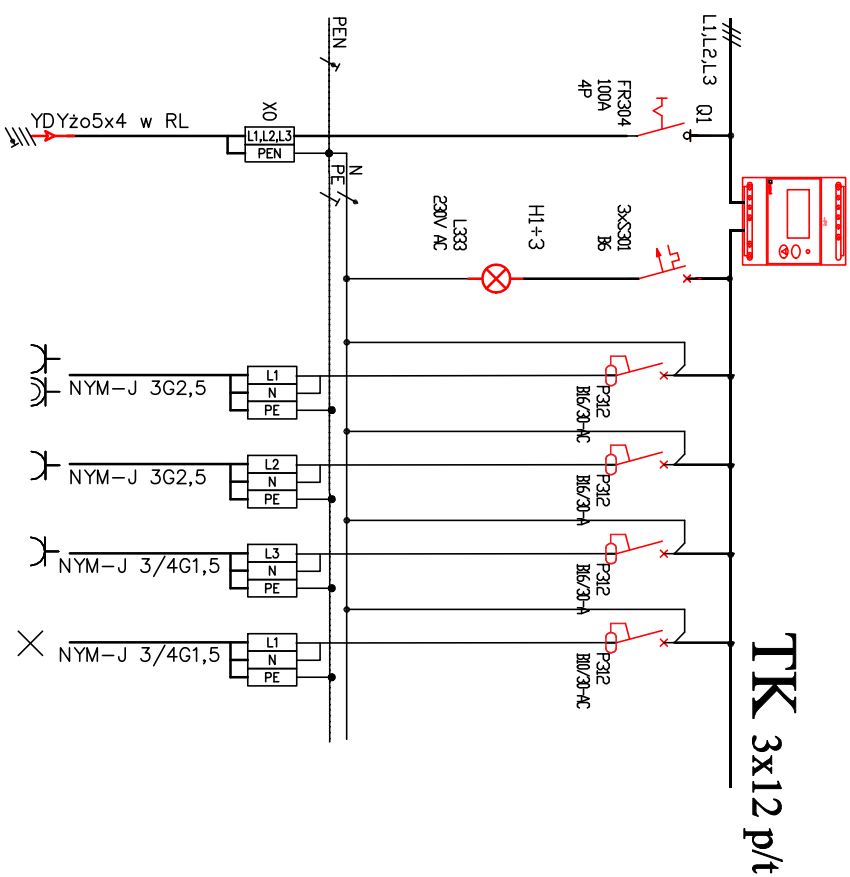 PEN
L1,L2,L3
YDYżo5x4 w RL
X0
L1,L2,L3
PEN
FR304
100A
4P
Q1
N
PE
L333
230V AC
H1÷3
3xS301
B6
NYM-J 3G2,5
L1
N
PE
P312
B16/30-AC
NYM-J 3G2,5
L2
N
PE
P312
B16/30-A
NYM-J 3/4G1,5
L3
N
PE
P312
B16/30-A
NYM-J 3/4G1,5
L1
N
PE
P312
B10/30-AC
TK 3x12 p/t